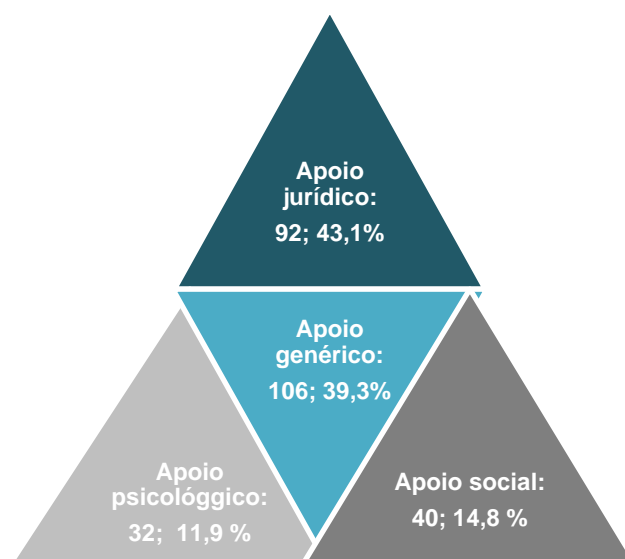 Apoio
jurídico:
92; 43,1%
Apoio
genérico:
106; 39,3%
Apoio
psicológgico:
32; 11,9 %
Apoio social:
40; 14,8 %